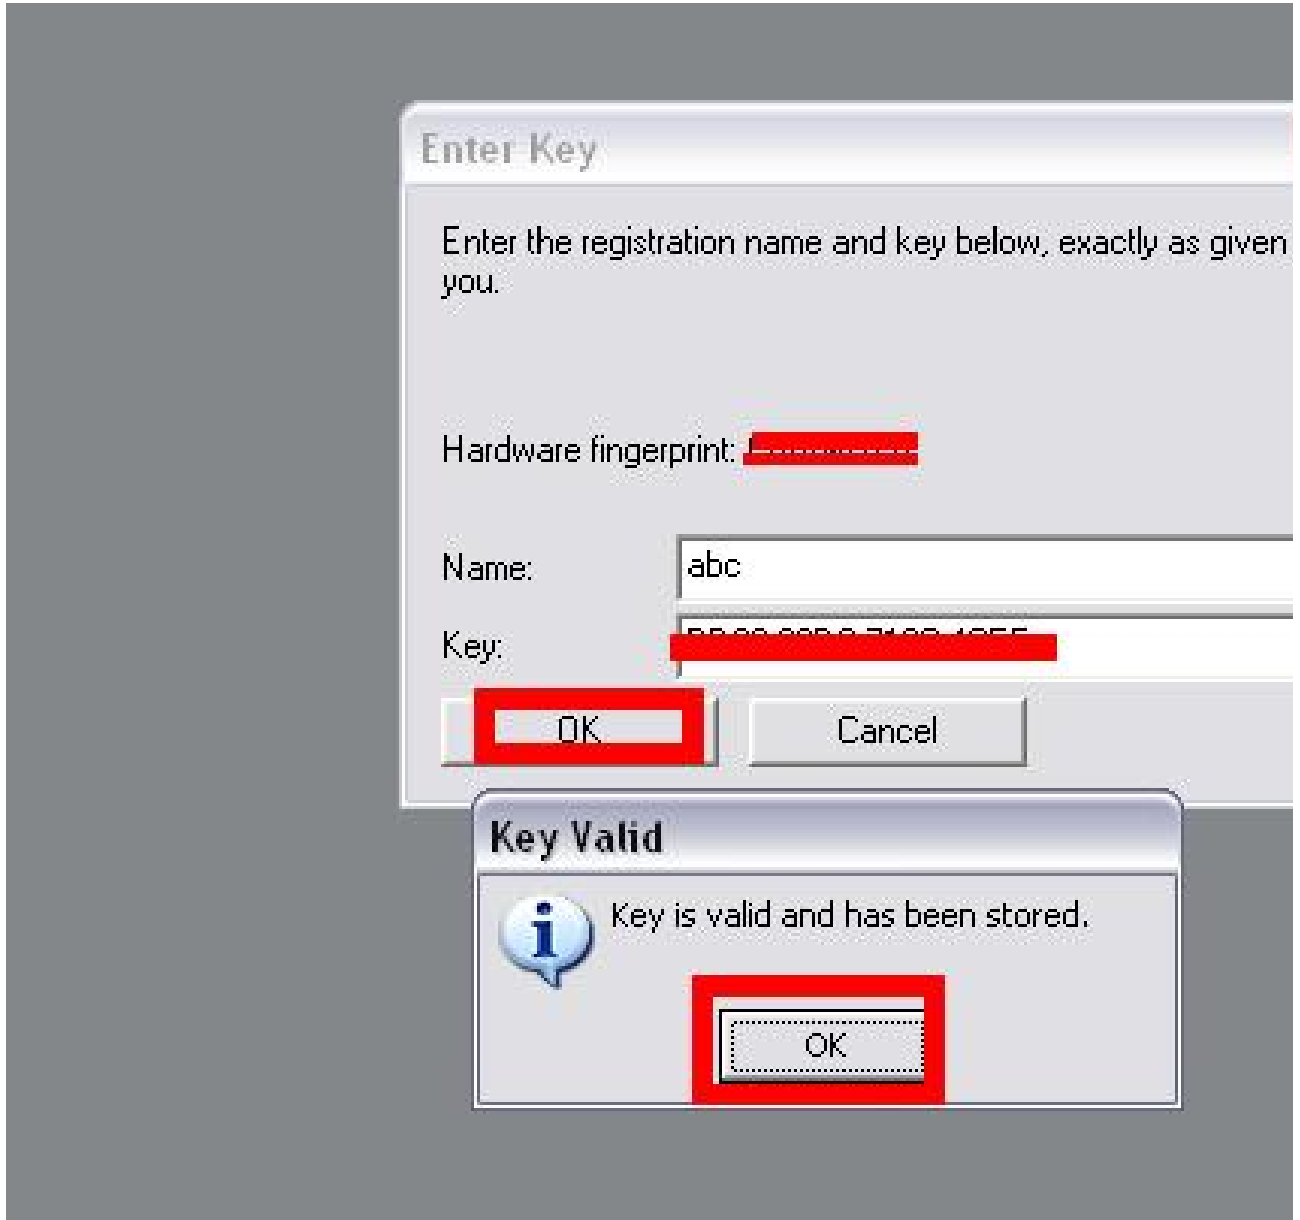 Enter Key
Enter the registration name and key below, exactly as given
you.
Hardware fingerprint:
Name:
abc
Key:
OK
Cancel
Key Valid
Key is valid and has been stored.
OK